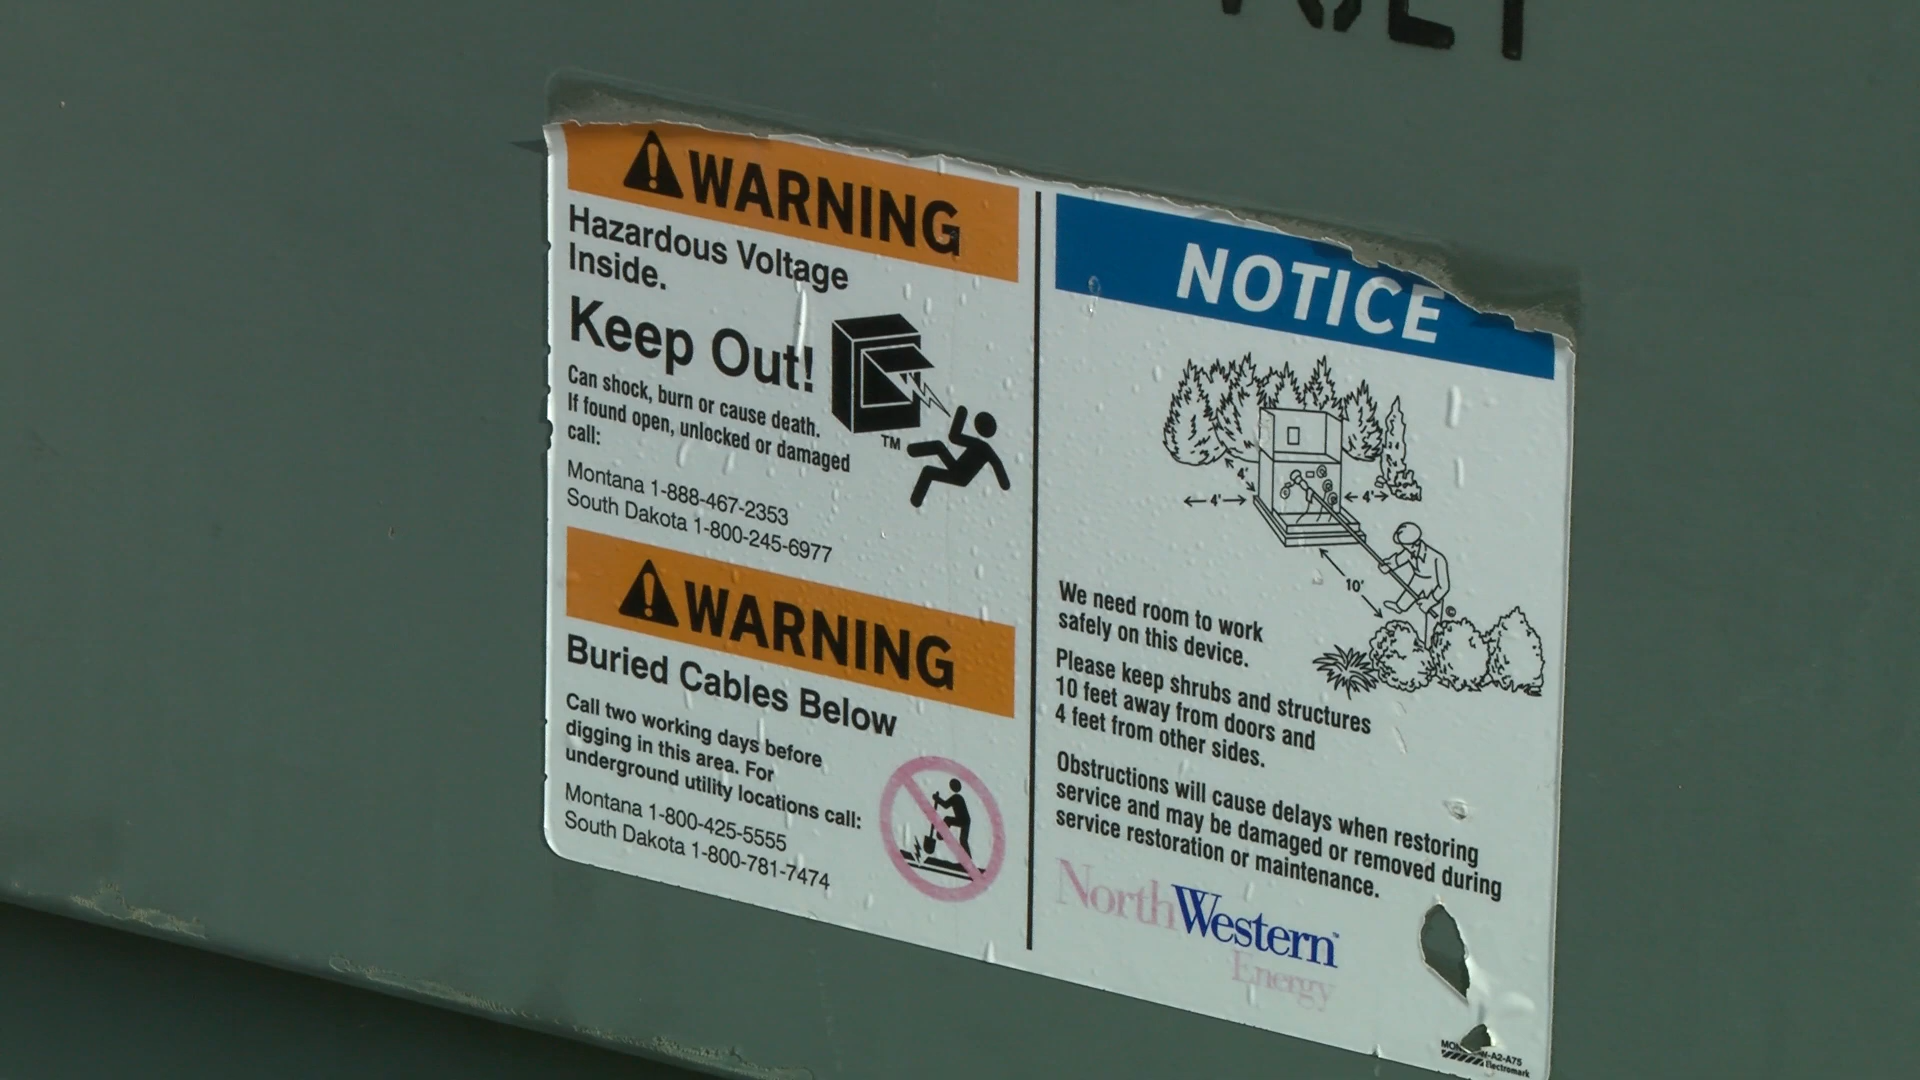 WARNING
Hazardous Voltage
Inside.
Keep Out!
Can shock, burn or cause death.
If found open, unlocked or damaged
call:
TM
Montana 1-888-467-2353
South Dakota 1-800-245-6977
WARNING
Buried Cables Below
Call two working days before
digging in this area. For
underground utility locations call:
Montana 1-800-425-5555
South Dakota 1-800-781-7474
NOTICE
4'
4'
4'
10'
©
We need room to work
safely on this device.
Please keep shrubs and structures
10 feet away from doors and
4 feet from other sides.
Obstructions will cause delays when restoring
service and may be damaged or removed during
service restoration or maintenance.
NorthWestern™
Energy
-A2-A75
Electromark